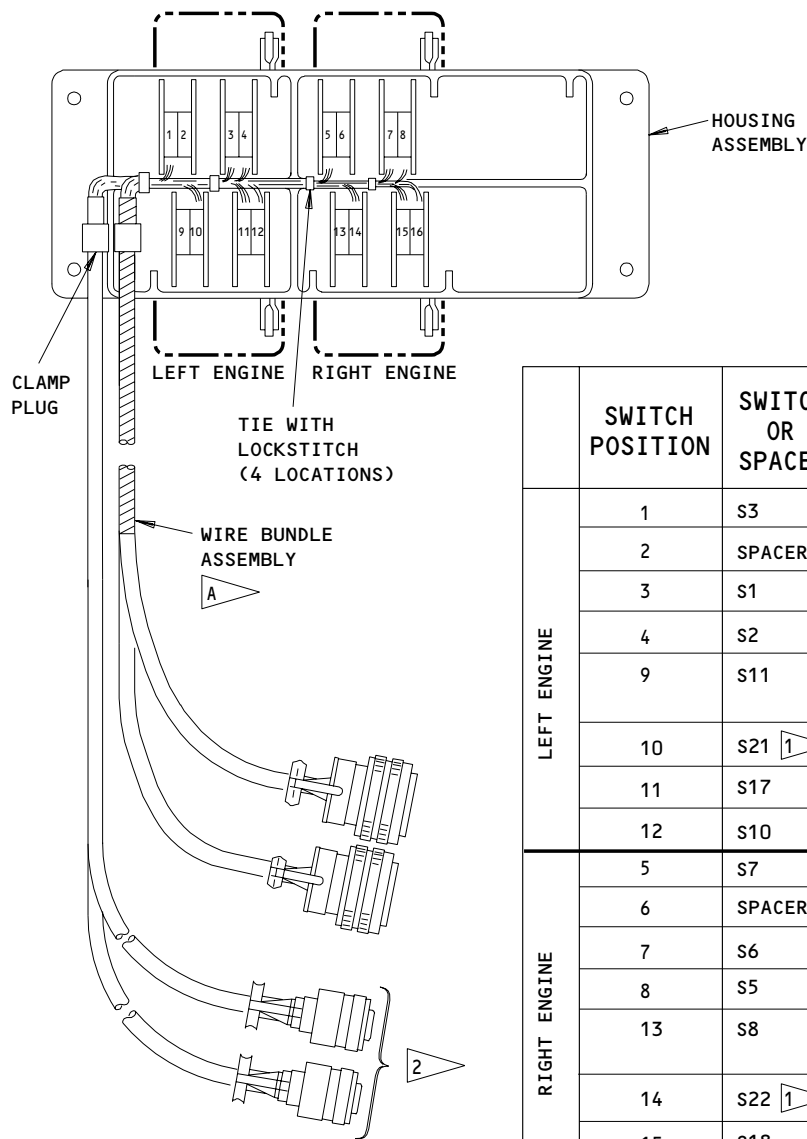 1 2
3 4
5 6
7 8
9 10
11 12
13 14
15 16
HOUSING
ASSEMBLY
CLAMP
PLUG
LEFT ENGINE
RIGHT ENGINE
TIE WITH
LOCKSTITCH
(4 LOCATIONS)
WIRE BUNDLE
ASSEMBLY
A
2
SWITCH
POSITION
SWITC
OR
SPACE
LEFT ENGINE
1 S3
2 SPACER
3 S1
4 S2
9 S11
10 S21 1
11 S17
12 S10
RIGHT ENGINE
5 S7
6 SPACER
7 S6
8 S5
13 S8
14 S22 1
15 S18